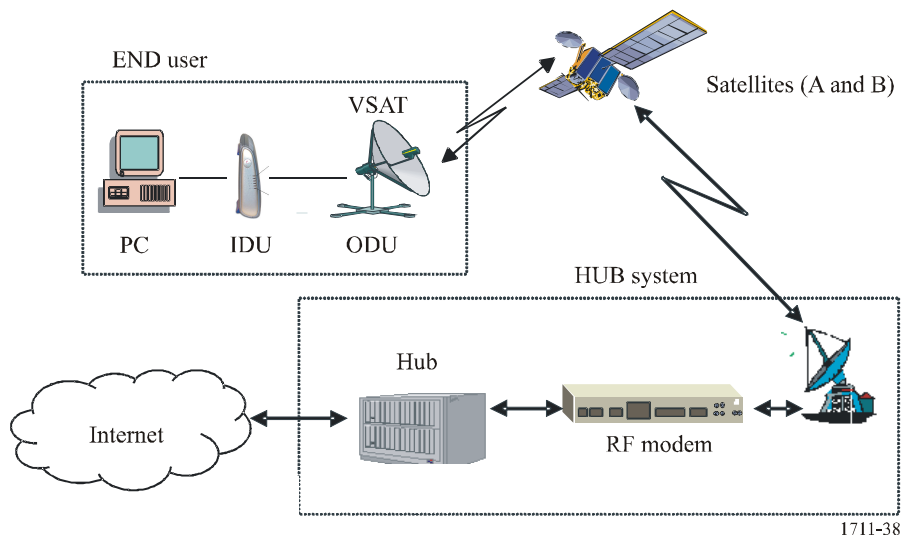 END user
Satellites (A and B)
VSAT
PC
IDU
ODU
HUB system
Hub
Internet
RF modem
1711-38